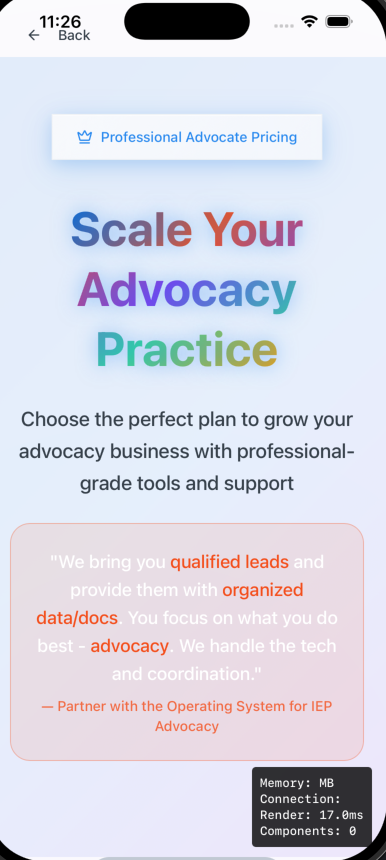 11:26
Back
Professional Advocate Pricing
Scale Your
Advocacy
Practice
Choose the perfect plan to grow your
advocacy business with professional-
grade tools and support
"We bring you qualified leads and
provide them with organized
data/docs. You focus on what you do
best - advocacy. We handle the tech
and coordination."
— Partner with the Operating System for IEP
Advocacy
Memory: MB
Connection:
Render: 17.0ms
Components: 0